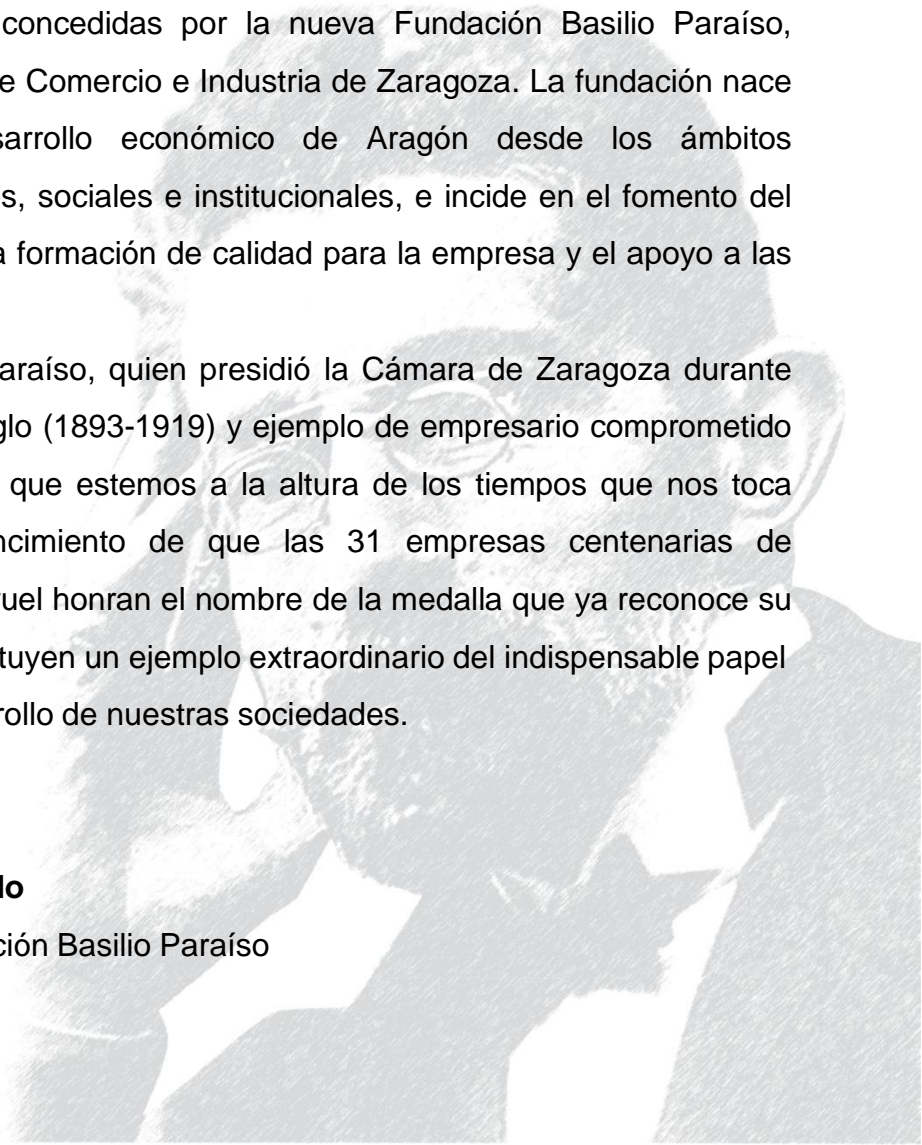 concedidas por la nueva Fundación Basilio Paraíso,
e Comercio e Industria de Zaragoza. La fundación nace
sarrollo económico de Aragón desde los ámbitos
s, sociales e institucionales, e incide en el fomento del
a formación de calidad para la empresa y el apoyo a las
araíso, quien presidió la Cámara de Zaragoza durante
glo (1893-1919) y ejemplo de empresario comprometido
que estemos a la altura de los tiempos que nos toca
ncimiento de que las 31 empresas centenarias de
ruel honran el nombre de la medalla que ya reconoce su
tituyen un ejemplo extraordinario del indispensable papel
rrollo de nuestras sociedades.
do
ción Basilio Paraíso